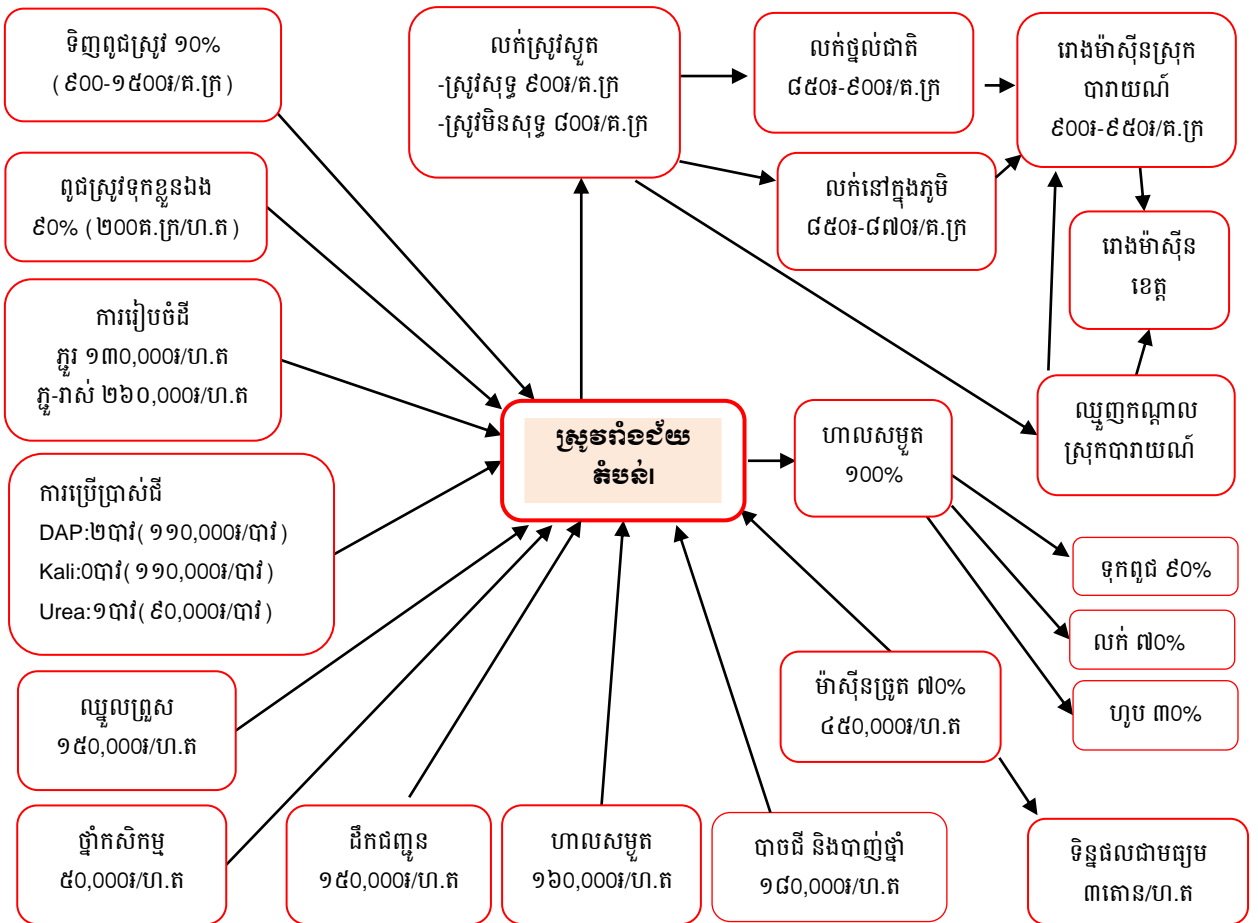 ទិញពូជស្រូវ ១០%
(៩០០-១៥០០៛/គ.ក្រ)
លក់ស្រូវស្ងួត
-ស្រូវសុទ្ធ ៩០០៛/គ.ក្រ
-ស្រូវមិនសុទ្ធ ៨០០៛/គ.ក្រ
លក់ថ្នល់ជាតិ
៨៥០៛-៩០០៛/គ.ក្រ
រោងម៉ាស៊ីនស្រុក
បារាយណ៍
៩០០៛-៩៥០៛/គ.ក្រ
ពូជស្រូវទុកខ្លួនឯង
៩០% (២០០គ.ក្រ/ហ.ត)
លក់នៅក្នុងភូមិ
៨៥០៛-៨៧០៛/គ.ក្រ
រោងម៉ាស៊ីន
ខេត្ត
ការរៀបចំដី
ភ្ជួរ ១៣០,០០០៛/ហ.ត
ភ្ជួ-រាស់ ២៦០,០០០៛/ហ.ត
ឈ្មួញកណ្តាល
ស្រុកបារាយណ៍
ស្រូវរាំងជ័យ
តំបន់I
ហាលសម្ងួត
១០០%
ការប្រើប្រាស់ជី
DAP:២បាវ(១១០,០០០៛/បាវ)
Kali:០បាវ(១១០,០០០៛/បាវ)
Urea:១បាវ(៩០,០០០៛/បាវ)
ទុកពូជ ៩០%
លក់ ៧០%
ហូប ៣០%
ឈ្នួលព្រួស
១៥០,០០០៛/ហ.ត
ម៉ាស៊ីនច្រូត ៧០%
៤៥០,០០០៛/ហ.ត
ថ្នាំកសិកម្ម
៥០,០០០៛/ហ.ត
ដឹកជញ្ជូន
១៥០,០០០៛/ហ.ត
ហាលសម្ងួត
១៦០,០០០៛/ហ.ត
បាចជី និងបាញ់ថ្នាំ
១៨០,០០០៛/ហ.ត
ទិន្នផលជាមធ្យម
៣តោន/ហ.ត